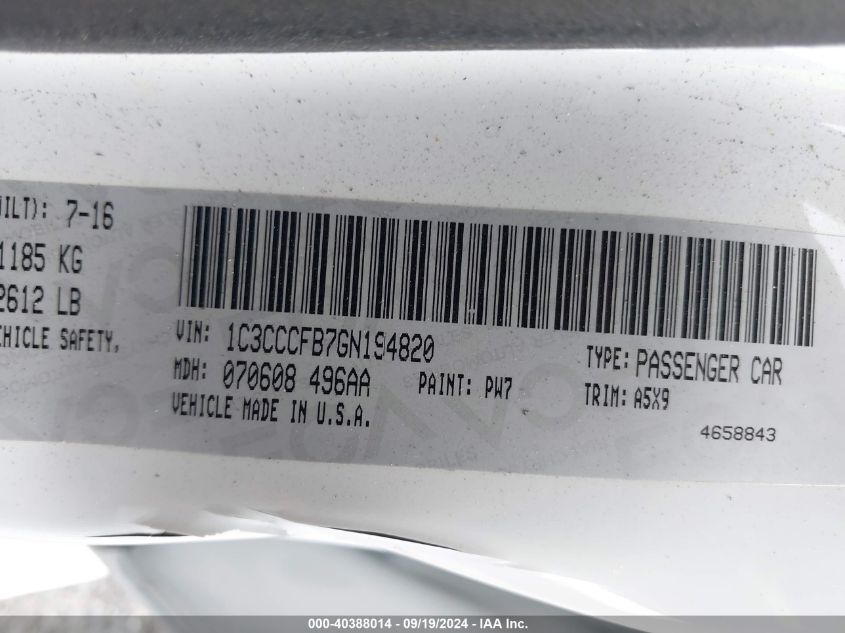 UILT): 7-16
1185 KG
2612 LB
EHICLE SAFETY,
VIN: 1C3CCCFB7GN194820
TYPE: PASSENGER CAR
MDH: 070608 496AA PAINT: PW7
TRIM: A5X9
VEHICLE MADE IN U.S.A.
4658843
000-40388014 - 09/19/2024 - IAA Inc.